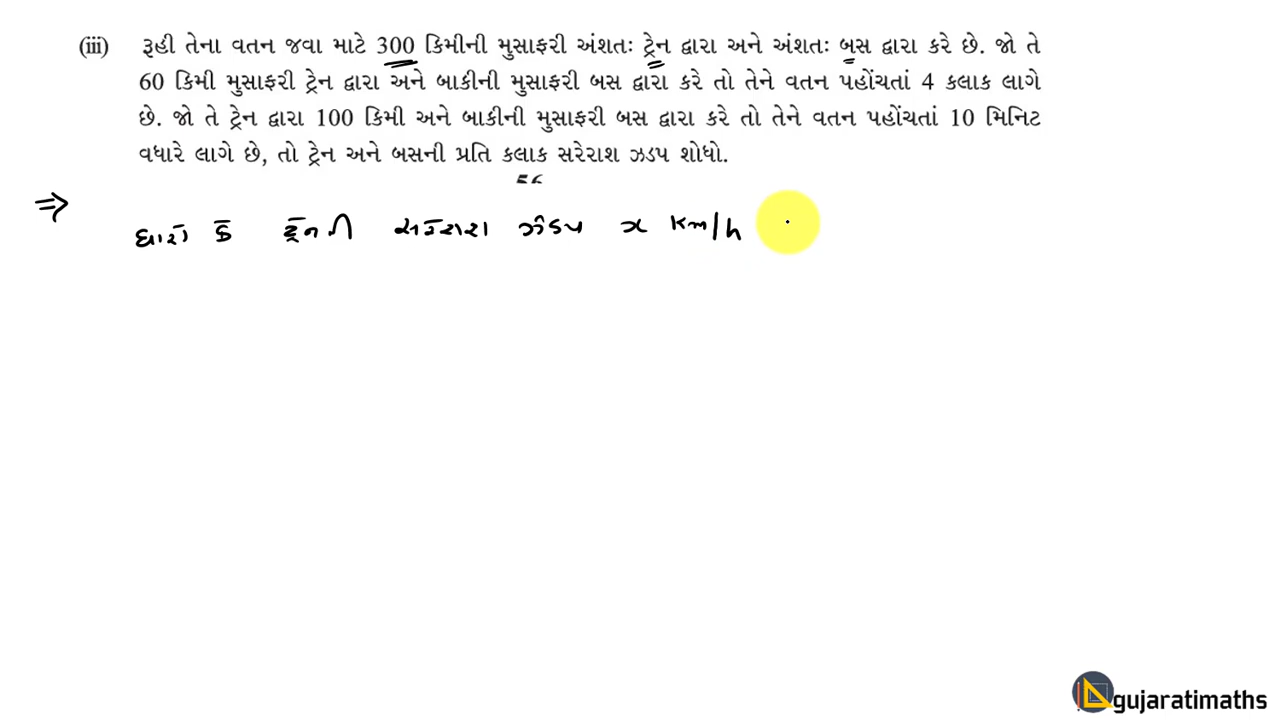 (iii) રૂહી તેના વતન જવા માટે 300 કિમીની મુસાફરી અંશતઃ ટ્રેન દ્વારા અને અંશતઃ બસ દ્વારા કરે છે. જો તે
60 કિમી મુસાફરી ટ્રેન દ્વારા અને બાકીની મુસાફરી બસ દ્વારા કરે તો તેને વતન પહોંચતાં 4 કલાક લાગે
છે. જો તે ટ્રેન દ્વારા 100 કિમી અને બાકીની મુસાફરી બસ દ્વારા કરે તો તેને વતન પહોંચતાં 10 મિનિટ
વધારે લાગે છે, તો ટ્રેન અને બસની પ્રતિ કલાક સરેરાશ ઝડપ શોધો.
56
⇒ ધારો કે ટ્રેનની સરેરાશ ઝડપ x km/h
gujaratimaths